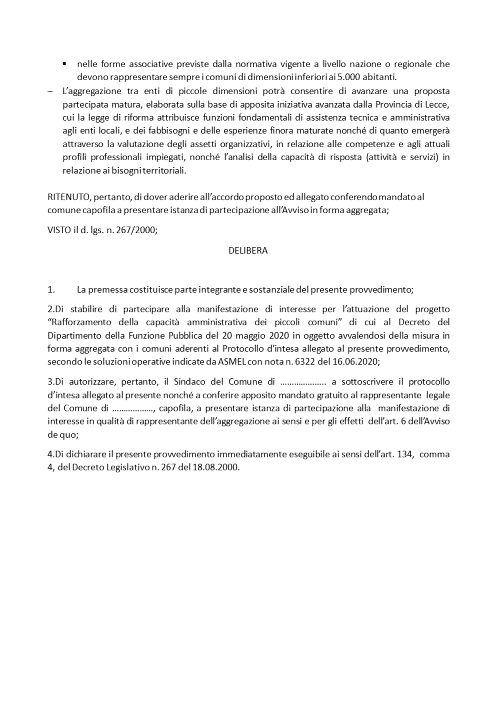 ▪ nelle forme associative previste dalla normativa vigente a livello nazione o regionale che
devono rappresentare sempre i comuni di dimensioni inferiori ai 5.000 abitanti.
− L'aggregazione tra enti di piccole dimensioni potrà consentire di avanzare una proposta
partecipata matura, elaborata sulla base di apposita iniziativa avanzata dalla Provincia di Lecce,
cui la legge di riforma attribuisce funzioni fondamentali di assistenza tecnica e amministrativa
agli enti locali, e dei fabbisogni e delle esperienze finora maturate nonché di quanto emergerà
attraverso la valutazione degli assetti organizzativi, in relazione alle competenze e agli attuali
profili professionali impiegati, nonché l'analisi della capacità di risposta (attività e servizi) in
relazione ai bisogni territoriali.
RITENUTO, pertanto, di dover aderire all'accordo proposto ed allegato conferendo mandato al
comune capofila a presentare istanza di partecipazione all'Avviso in forma aggregata;
VISTO il d. lgs. n. 267/2000;
DELIBERA
1. La premessa costituisce parte integrante e sostanziale del presente provvedimento;
2.Di stabilire di partecipare alla manifestazione di interesse per l'attuazione del progetto
"Rafforzamento della capacità amministrativa dei piccoli comuni" di cui al Decreto del
Dipartimento della Funzione Pubblica del 20 maggio 2020 in oggetto avvalendosi della misura in
forma aggregata con i comuni aderenti al Protocollo d'intesa allegato al presente provvedimento,
secondo le soluzioni operative indicate da ASMEL con nota n. 6322 del 16.06.2020;
3.Di autorizzare, pertanto, il Sindaco del Comune di ……………….. a sottoscrivere il protocollo
d'intesa allegato al presente nonché a conferire apposito mandato gratuito al rappresentante legale
del Comune di ………………, capofila, a presentare istanza di partecipazione alla manifestazione di
interesse in qualità di rappresentante dell'aggregazione ai sensi e per gli effetti dell'art. 6 dell'Avviso
de quo;
4.Di dichiarare il presente provvedimento immediatamente eseguibile ai sensi dell'art. 134, comma
4, del Decreto Legislativo n. 267 del 18.08.2000.